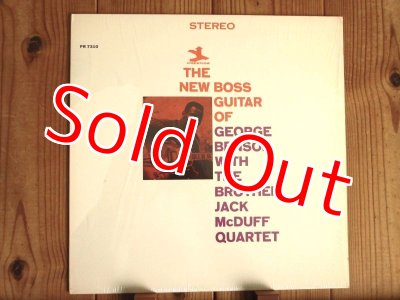 STEREO
PR 7310
THE
NEW BOSS
GUITAR
OF
GEORGE
BENSON
WITH
THE
BROTHER
JACK
McDUFF
QUARTET
Sold Out